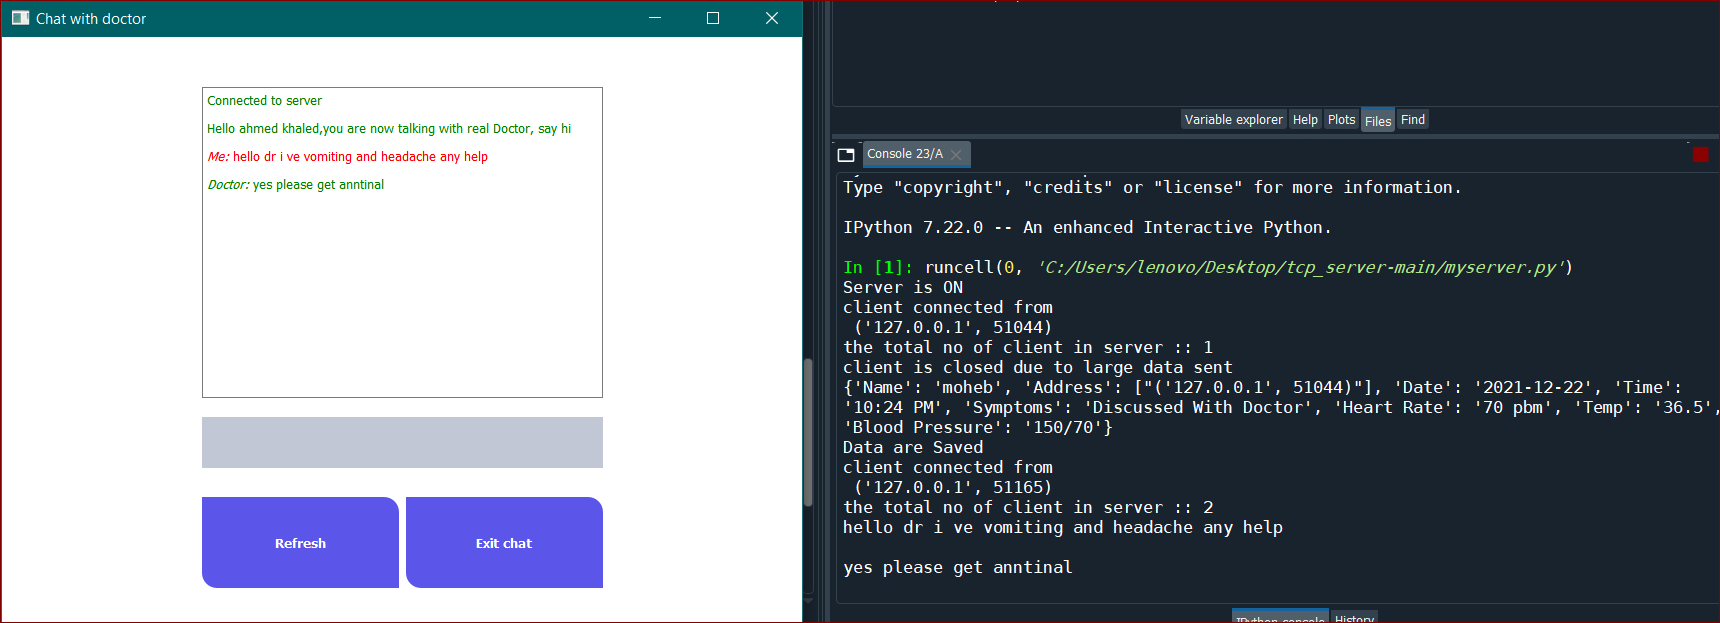 Chat with doctor
Connected to server
Hello ahmed khaled,you are now talking with real Doctor, say hi
Me: hello dr i ve vomiting and headache any help
Doctor: yes please get anntinal
Refresh
Exit chat
Variable explorer
Help
Plots
Files
Find
Console 23/A
Type "copyright", "credits" or "license" for more information.
IPython 7.22.0 -- An enhanced Interactive Python.
In [1]: runcell(0, 'C:/Users/lenovo/Desktop/tcp_server-main/myserver.py')
Server is ON
client connected from
('127.0.0.1', 51044)
the total no of client in server :: 1
client is closed due to large data sent
{'Name': 'moheb', 'Address': ["('127.0.0.1', 51044)"], 'Date': '2021-12-22', 'Time':
'10:24 PM', 'Symptoms': 'Discussed With Doctor', 'Heart Rate': '70 pbm', 'Temp': '36.5',
'Blood Pressure': '150/70'}
Data are Saved
client connected from
('127.0.0.1', 51165)
the total no of client in server :: 2
hello dr i ve vomiting and headache any help
yes please get anntinal
IPython console
History